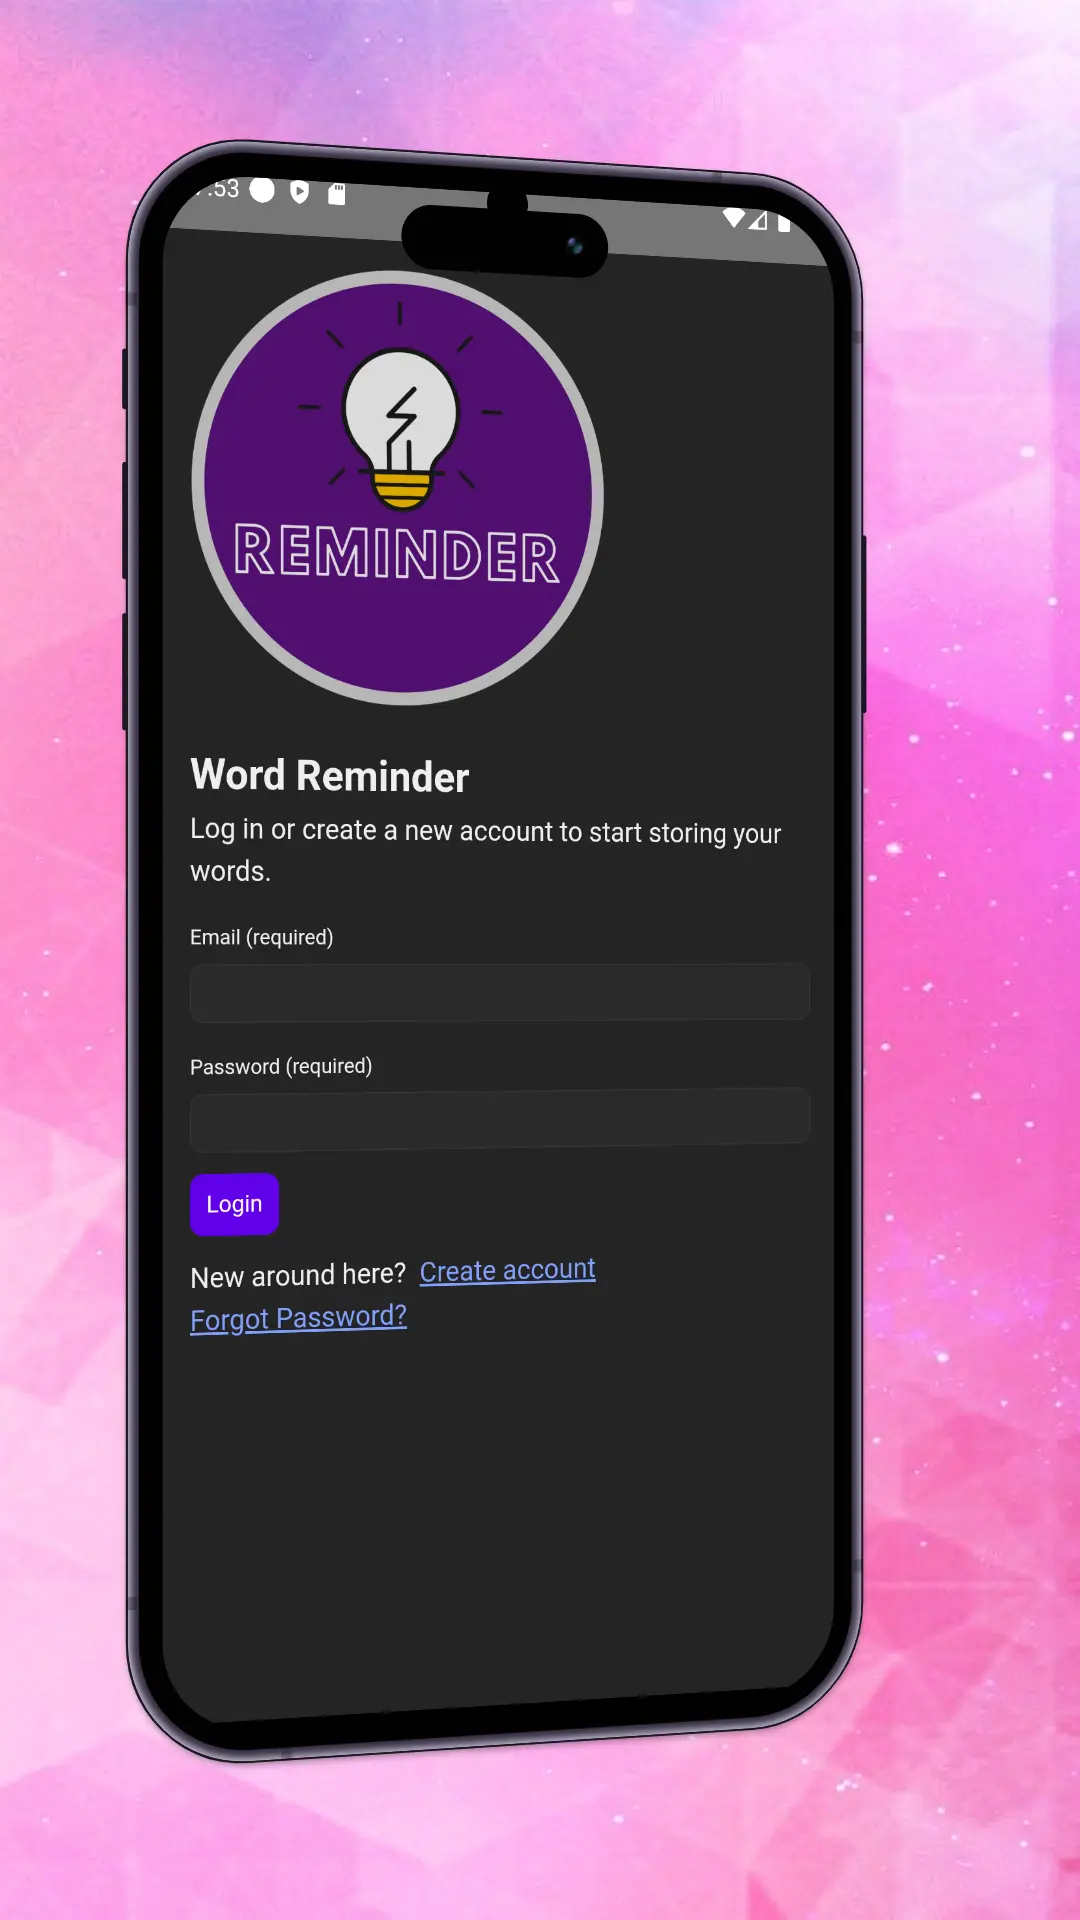 :53
REMINDER
Word Reminder
Log in or create a new account to start storing your
words.
Email (required)
Password (required)
Login
New around here? Create account
Forgot Password?